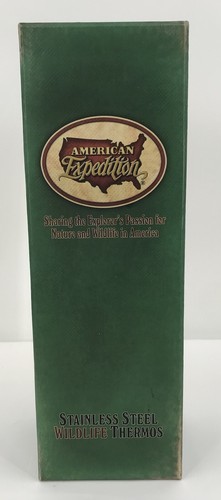 AMERICAN
Expedition
Sharing the Explorer's Passion for
Nature and Wildlife in America
STAINLESS STEEL
WILDLIFE THERMOS